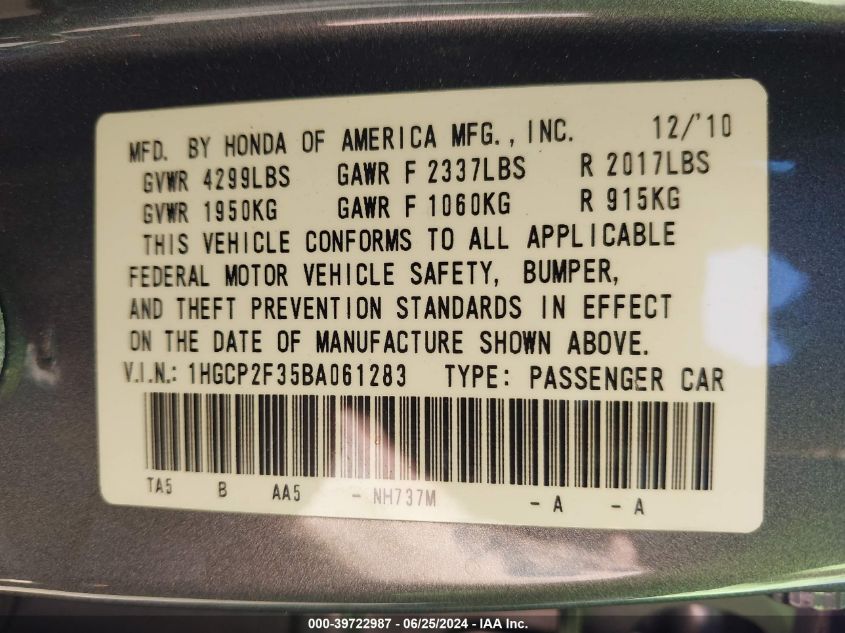 MFD. BY HONDA OF AMERICA MFG., INC. 12/'10
GVWR 4299LBS GAWR F 2337LBS R 2017LBS
GVWR 1950KG GAWR F 1060KG R 915KG
THIS VEHICLE CONFORMS TO ALL APPLICABLE
FEDERAL MOTOR VEHICLE SAFETY, BUMPER,
AND THEFT PREVENTION STANDARDS IN EFFECT
ON THE DATE OF MANUFACTURE SHOWN ABOVE.
V.I.N.: 1HGCP2F35BA061283 TYPE: PASSENGER CAR
TA5 B AA5 - NH737M - A - A
000-39722987 - 06/25/2024 - IAA Inc.